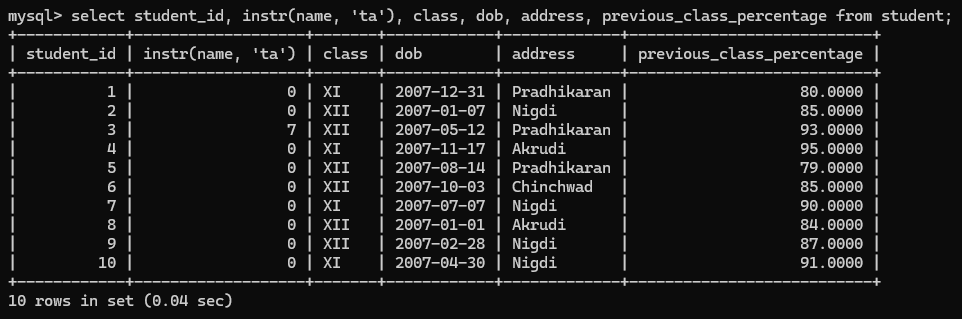 mysql> select student_id, instr(name, 'ta'), class, dob, address, previous_class_percentage from student;
+------------+-------------------+-------+------------+-------------+---------------------------+
| student_id | instr(name, 'ta') | class | dob        | address     | previous_class_percentage |
+------------+-------------------+-------+------------+-------------+---------------------------+
|          1 |                 0 | XI    | 2007-12-31 | Pradhikaran |                   80.0000 |
|          2 |                 0 | XII   | 2007-01-07 | Nigdi       |                   85.0000 |
|          3 |                 7 | XII   | 2007-05-12 | Pradhikaran |                   93.0000 |
|          4 |                 0 | XI    | 2007-11-17 | Akrudi      |                   95.0000 |
|          5 |                 0 | XII   | 2007-08-14 | Pradhikaran |                   79.0000 |
|          6 |                 0 | XII   | 2007-10-03 | Chinchwad   |                   85.0000 |
|          7 |                 0 | XI    | 2007-07-07 | Nigdi       |                   90.0000 |
|          8 |                 0 | XII   | 2007-01-01 | Akrudi      |                   84.0000 |
|          9 |                 0 | XII   | 2007-02-28 | Nigdi       |                   87.0000 |
|         10 |                 0 | XI    | 2007-04-30 | Nigdi       |                   91.0000 |
+------------+-------------------+-------+------------+-------------+---------------------------+
10 rows in set (0.04 sec)